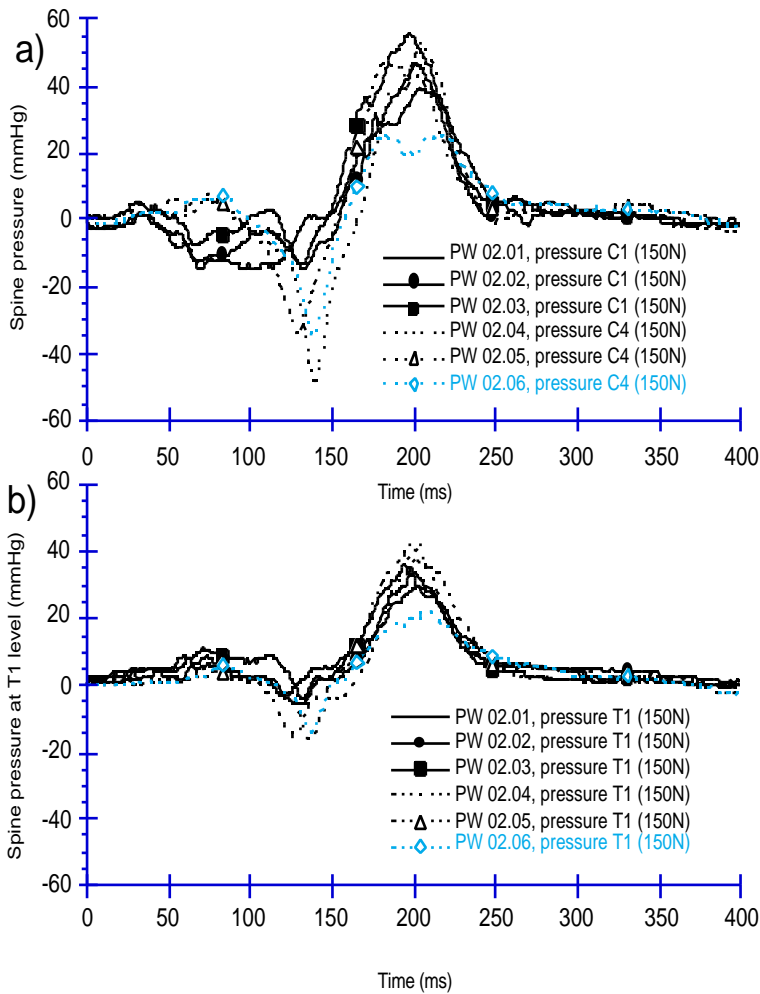 a)
Spine pressure (mmHg)
60
40
20
0
-20
-40
-60
PW 02.01, pressure C1 (150N)
PW 02.02, pressure C1 (150N)
PW 02.03, pressure C1 (150N)
PW 02.04, pressure C4 (150N)
PW 02.05, pressure C4 (150N)
PW 02.06, pressure C4 (150N)
0 50 100 150 200 250 300 350 400
Time (ms)
b)
Spine pressure at T1 level (mmHg)
60
40
20
0
-20
-40
-60
PW 02.01, pressure T1 (150N)
PW 02.02, pressure T1 (150N)
PW 02.03, pressure T1 (150N)
PW 02.04, pressure T1 (150N)
PW 02.05, pressure T1 (150N)
PW 02.06, pressure T1 (150N)
0 50 100 150 200 250 300 350 400
Time (ms)